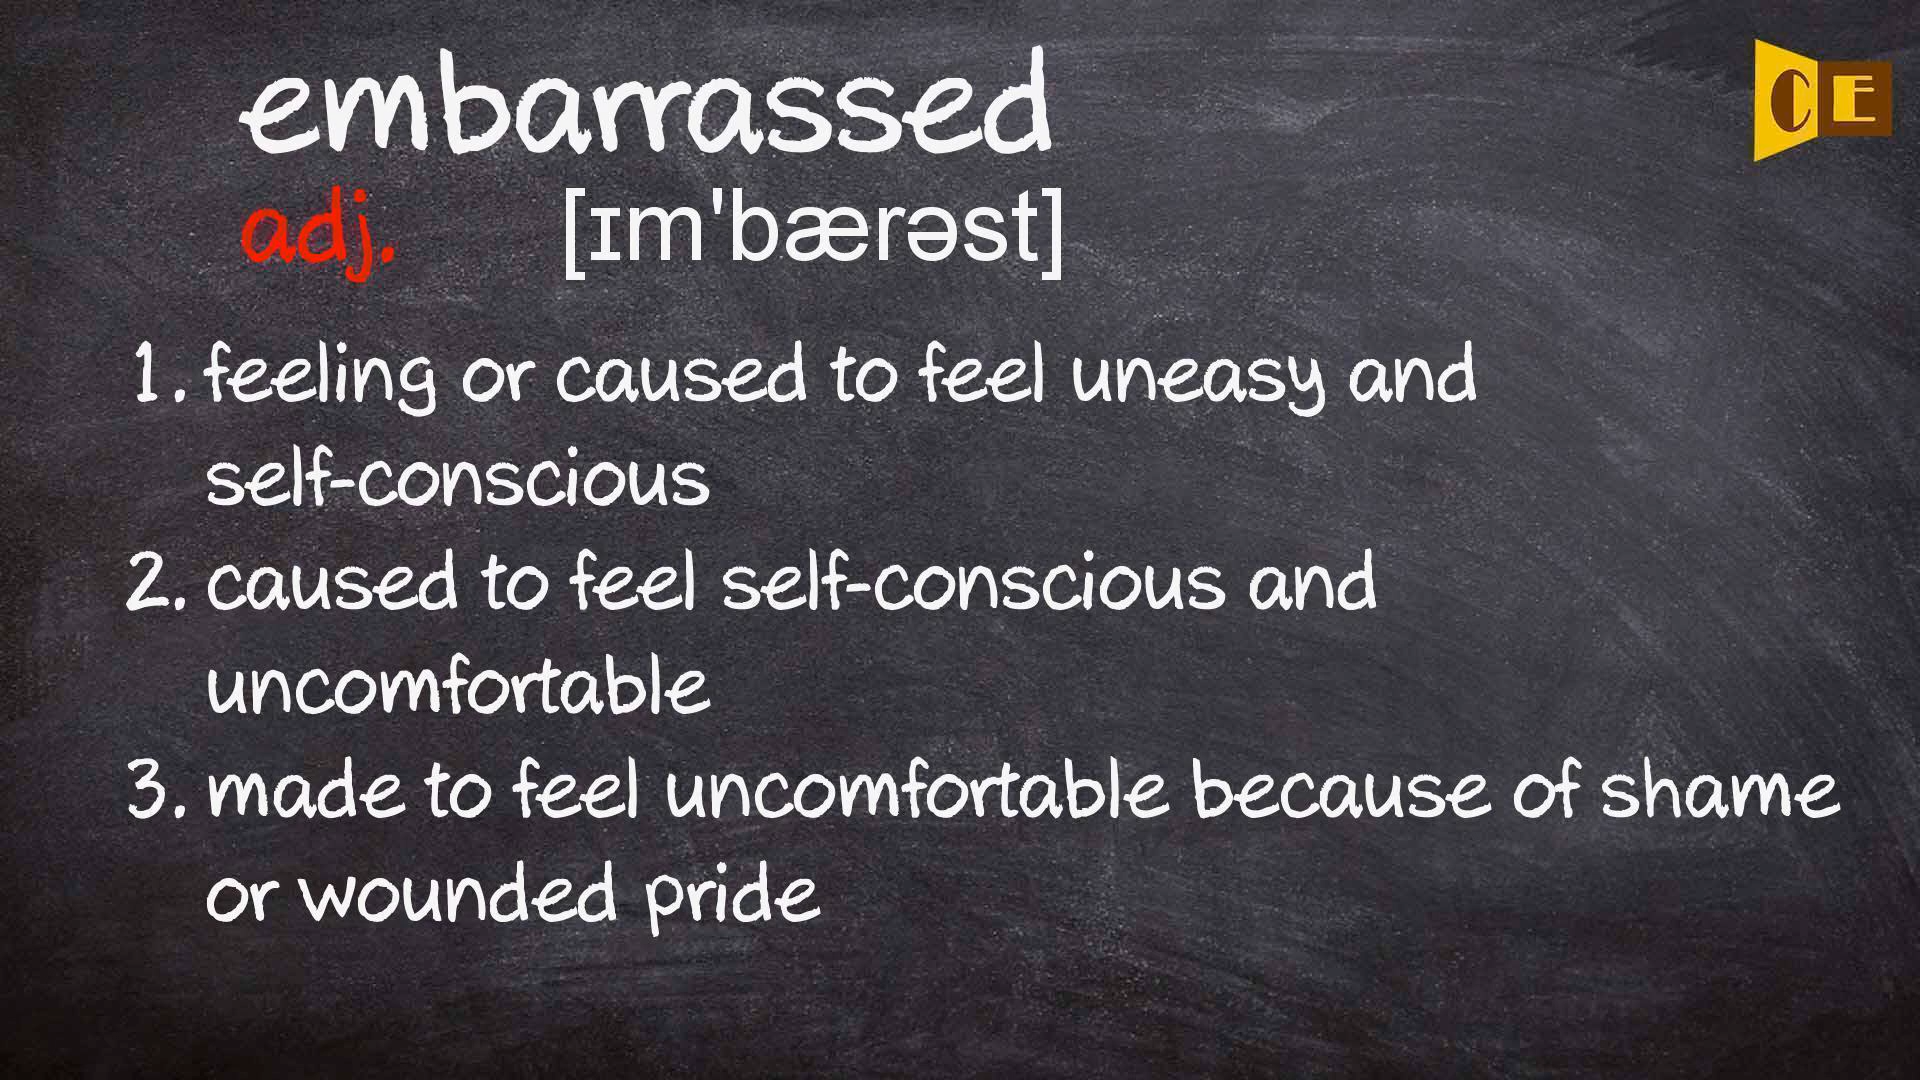 embarrassed
CE
adj. [ɪm'bærəst]
1. feeling or caused to feel uneasy and
self-conscious
2. caused to feel self-conscious and
uncomfortable
3. made to feel uncomfortable because of shame
or wounded pride